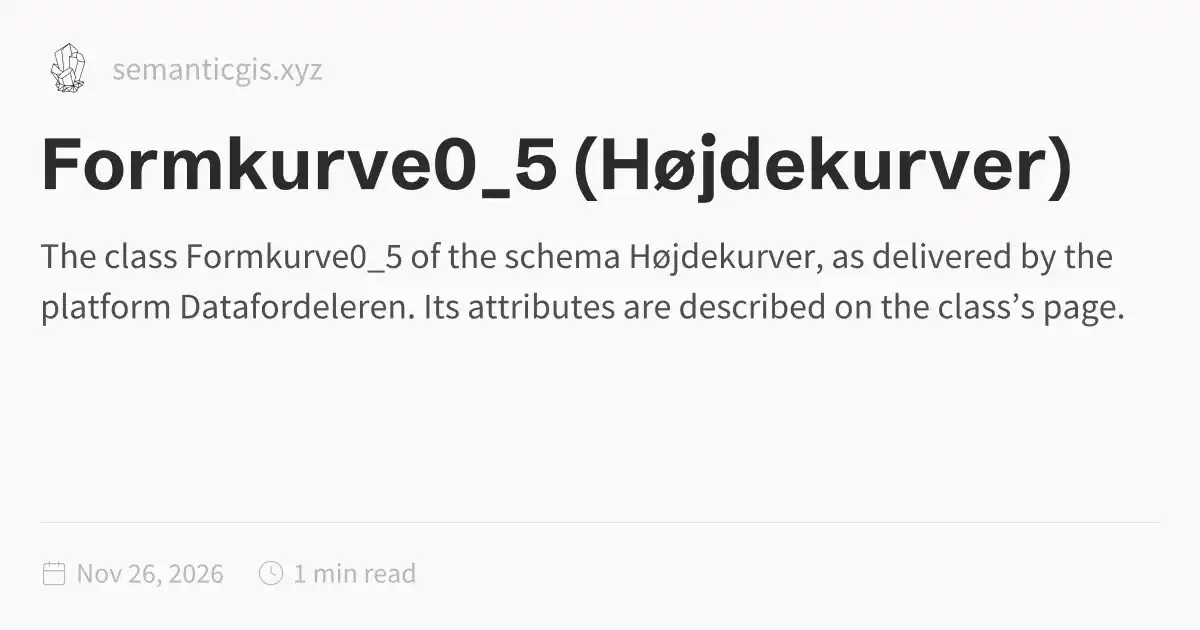 semanticgis.xyz
Formkurve0_5 (Højdekurver)
The class Formkurve0_5 of the schema Højdekurver, as delivered by the
platform Datafordeleren. Its attributes are described on the class’s page.
Nov 26, 2026 1 min read